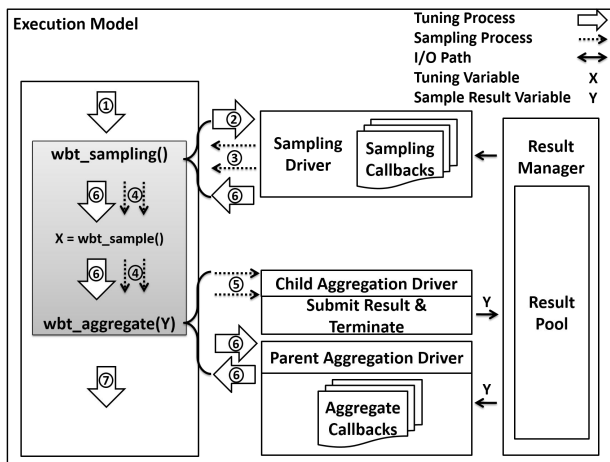 Execution Model
Tuning Process
Sampling Process
I/O Path
Tuning Variable X
Sample Result Variable Y
①
wbt_sampling()
⑥ ④
X = wbt_sample()
⑥ ④
wbt_aggregate(Y)
⑦
②
③
⑥
Sampling
Driver
Sampling
Callbacks
⑤
Child Aggregation Driver
Submit Result &
Terminate
Y
⑥
⑥
Parent Aggregation Driver
Aggregate
Callbacks
Y
Result
Manager
Result
Pool